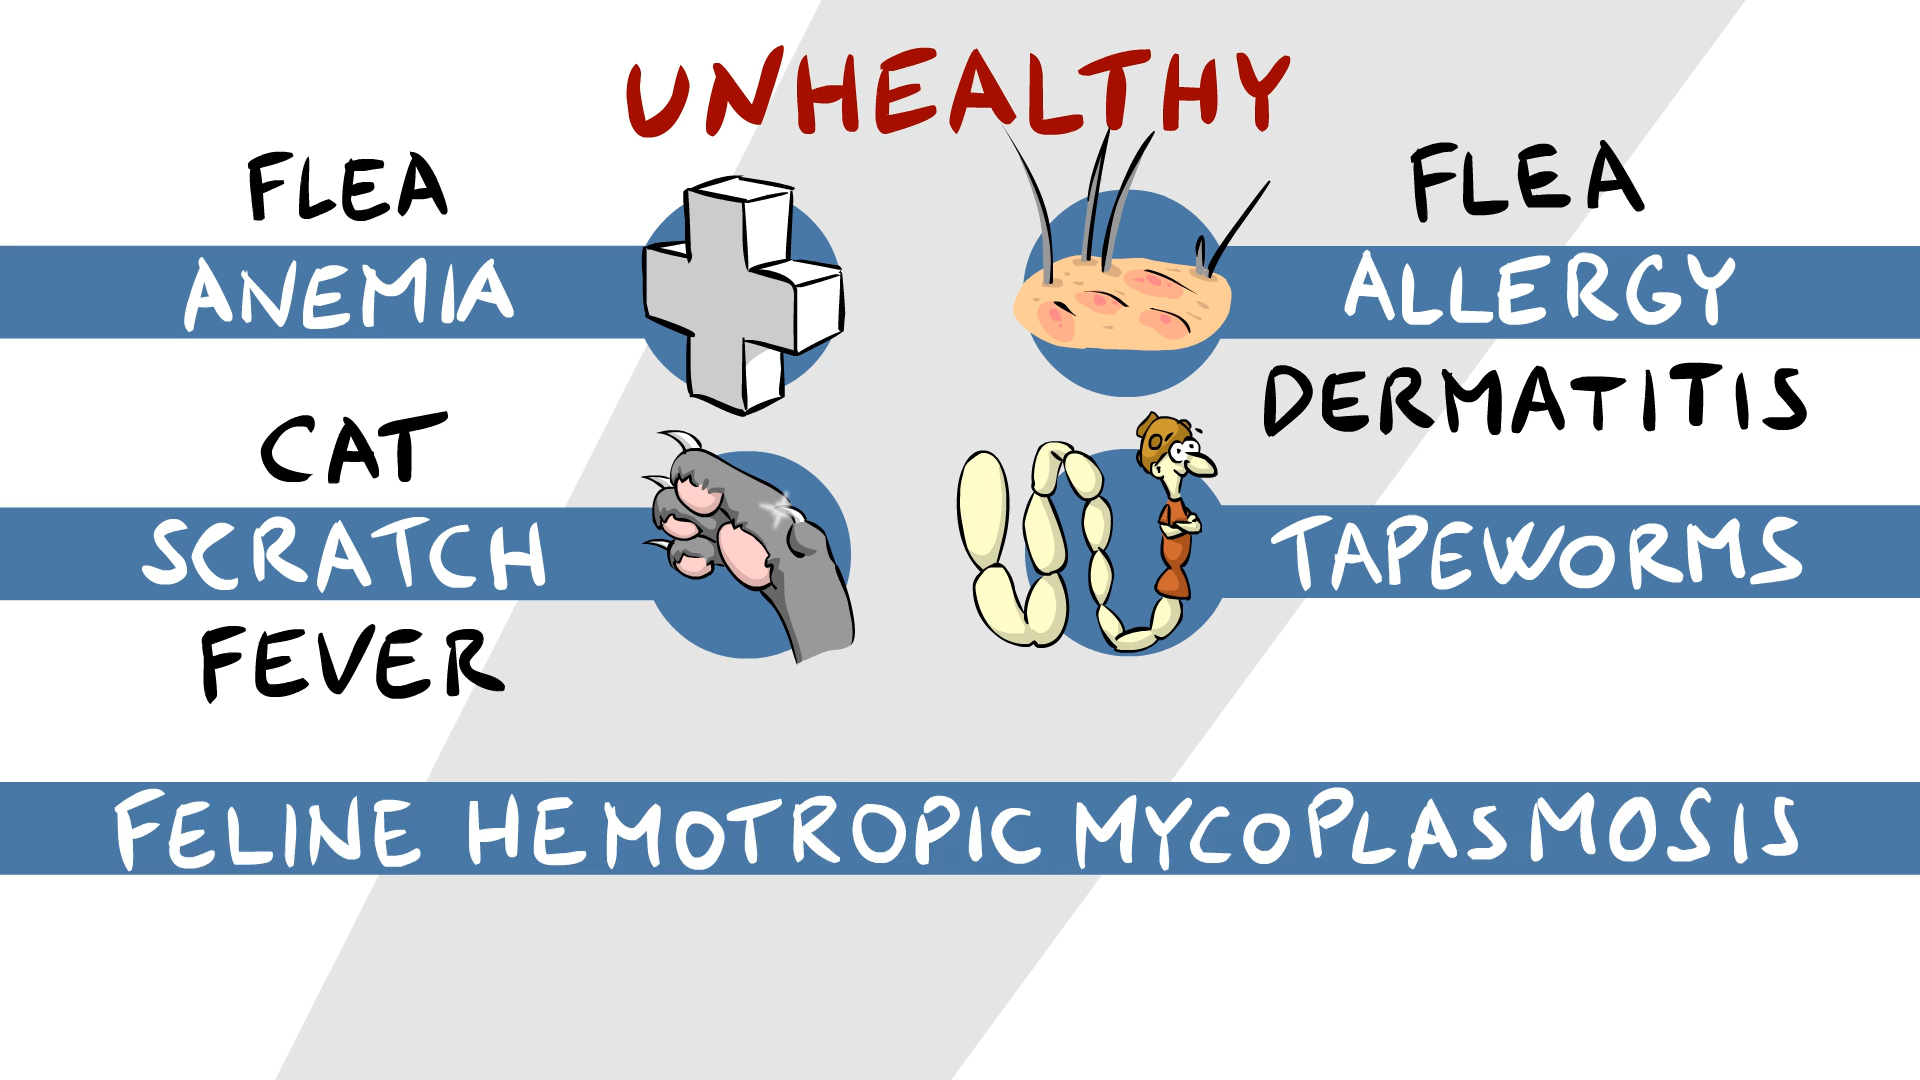 UNHEALTHY
FLEA
ANEMIA
FLEA
ALLERGY
DERMATITIS
CAT
SCRATCH
FEVER
TAPEWORMS
FELINE HEMOTROPIC MYCOPLASMOSIS